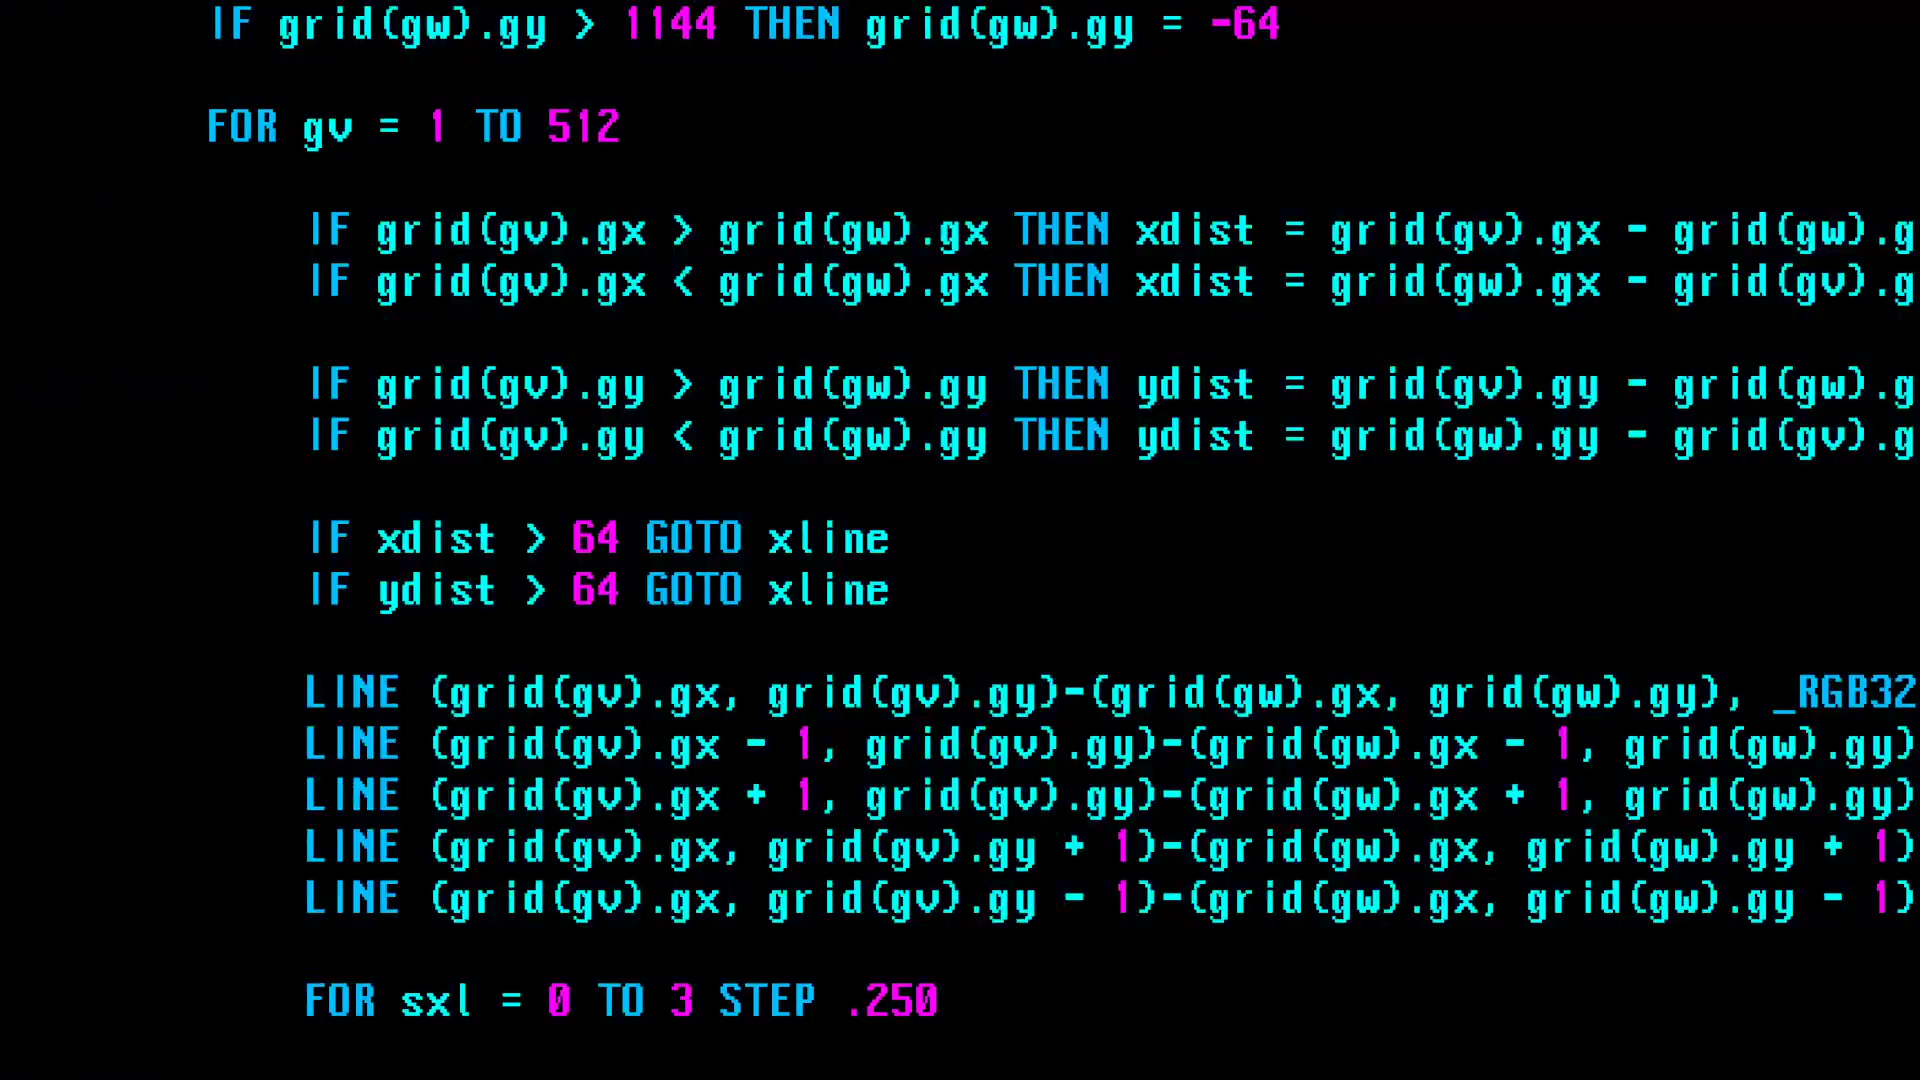 IF grid(gw).gy > 1144 THEN grid(gw).gy = -64
FOR gv = 1 TO 512
IF grid(gv).gx > grid(gw).gx THEN xdist = grid(gv).gx - grid(gw).g
IF grid(gv).gx < grid(gw).gx THEN xdist = grid(gw).gx - grid(gv).g
IF grid(gv).gy > grid(gw).gy THEN ydist = grid(gv).gy - grid(gw).g
IF grid(gv).gy < grid(gw).gy THEN ydist = grid(gw).gy - grid(gv).g
IF xdist > 64 GOTO xline
IF ydist > 64 GOTO xline
LINE (grid(gv).gx, grid(gv).gy)-(grid(gw).gx, grid(gw).gy), _RGB32
LINE (grid(gv).gx - 1, grid(gv).gy)-(grid(gw).gx - 1, grid(gw).gy)
LINE (grid(gv).gx + 1, grid(gv).gy)-(grid(gw).gx + 1, grid(gw).gy)
LINE (grid(gv).gx, grid(gv).gy + 1)-(grid(gw).gx, grid(gw).gy + 1)
LINE (grid(gv).gx, grid(gv).gy - 1)-(grid(gw).gx, grid(gw).gy - 1)
FOR sxl = 0 TO 3 STEP .250